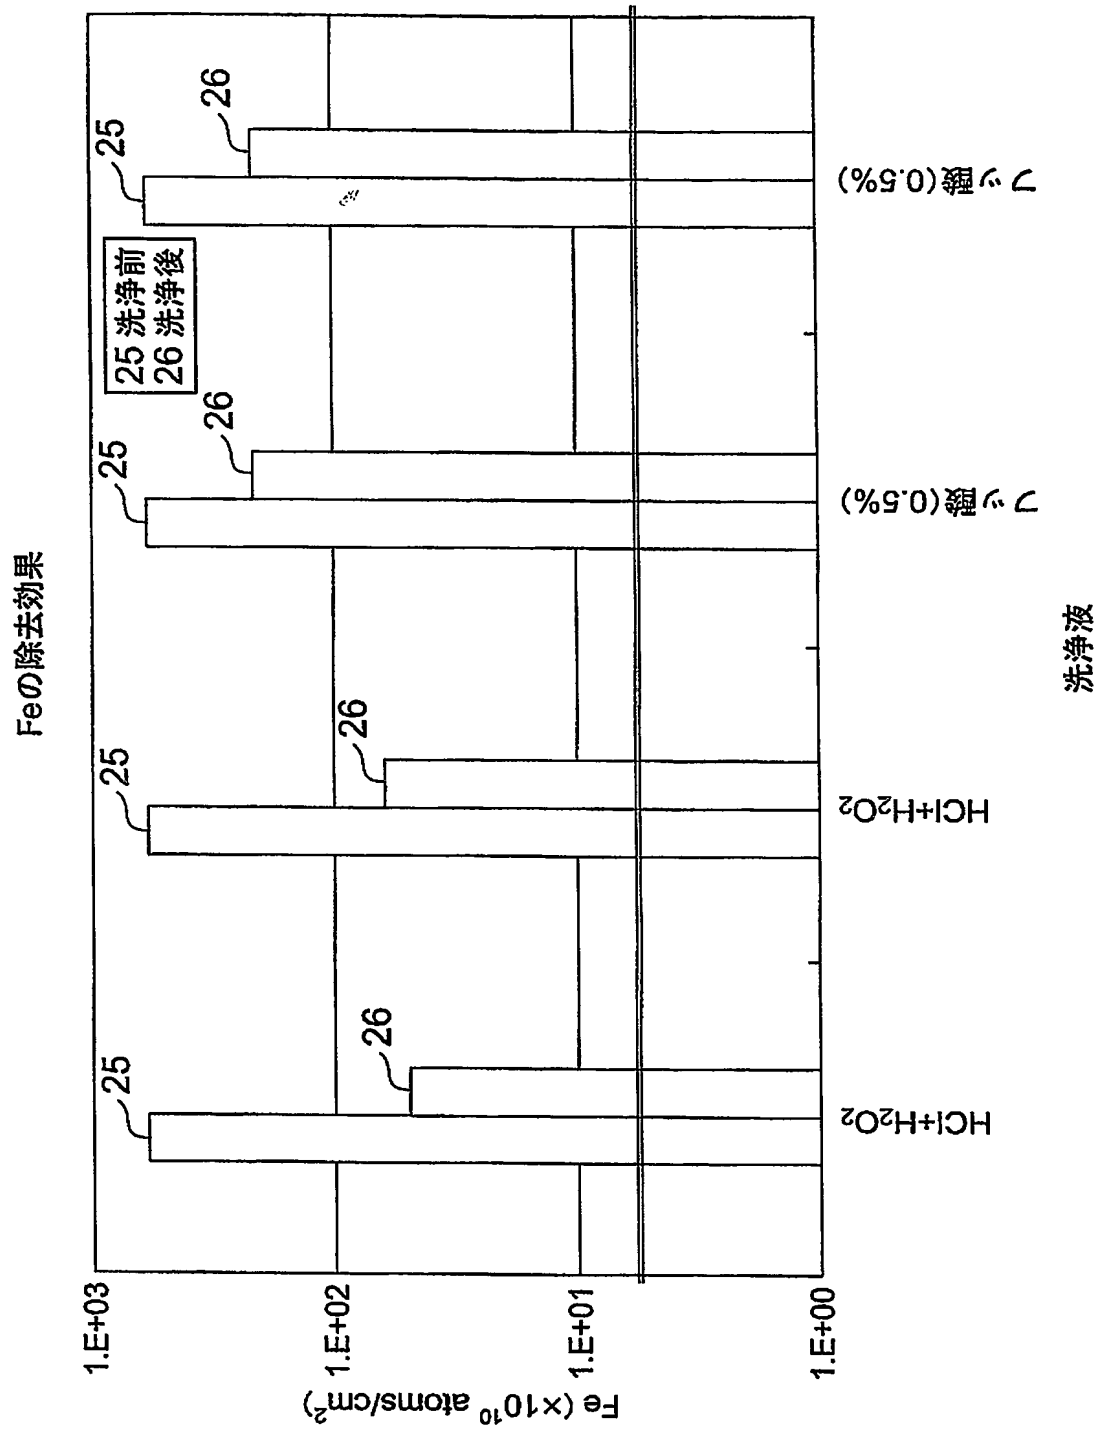 Feの除去効果
25 洗浄前
26 洗浄後
25
26
25
26
25
26
25
26
1.E+03
1.E+02
1.E+01
1.E+00
Fe (×10¹⁰ atoms/cm²)
HCl+H₂O₂
HCl+H₂O₂
フッ酸(0.5%)
フッ酸(0.5%)
洗浄液